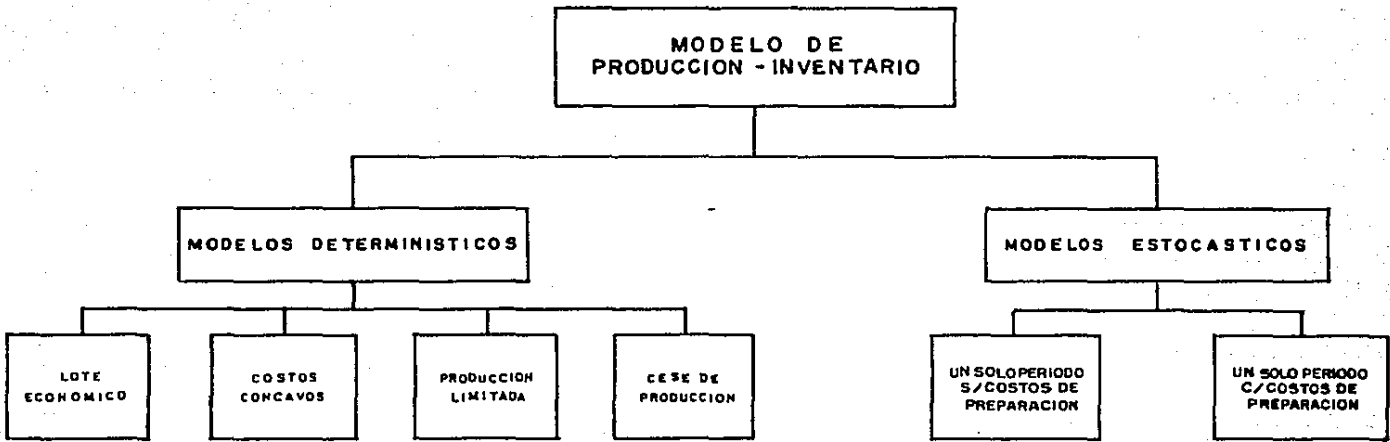 MODELO DE
PRODUCCION - INVENTARIO
MODELOS DETERMINISTICOS
MODELOS ESTOCASTICOS
LOTE
ECONOMICO
COSTOS
CONCAVOS
PRODUCCION
LIMITADA
CESE DE
PRODUCCION
UN SOLO PERIODO
S/COSTOS DE
PREPARACION
UN SOLO PERIODO
C/COSTOS DE
PREPARACION